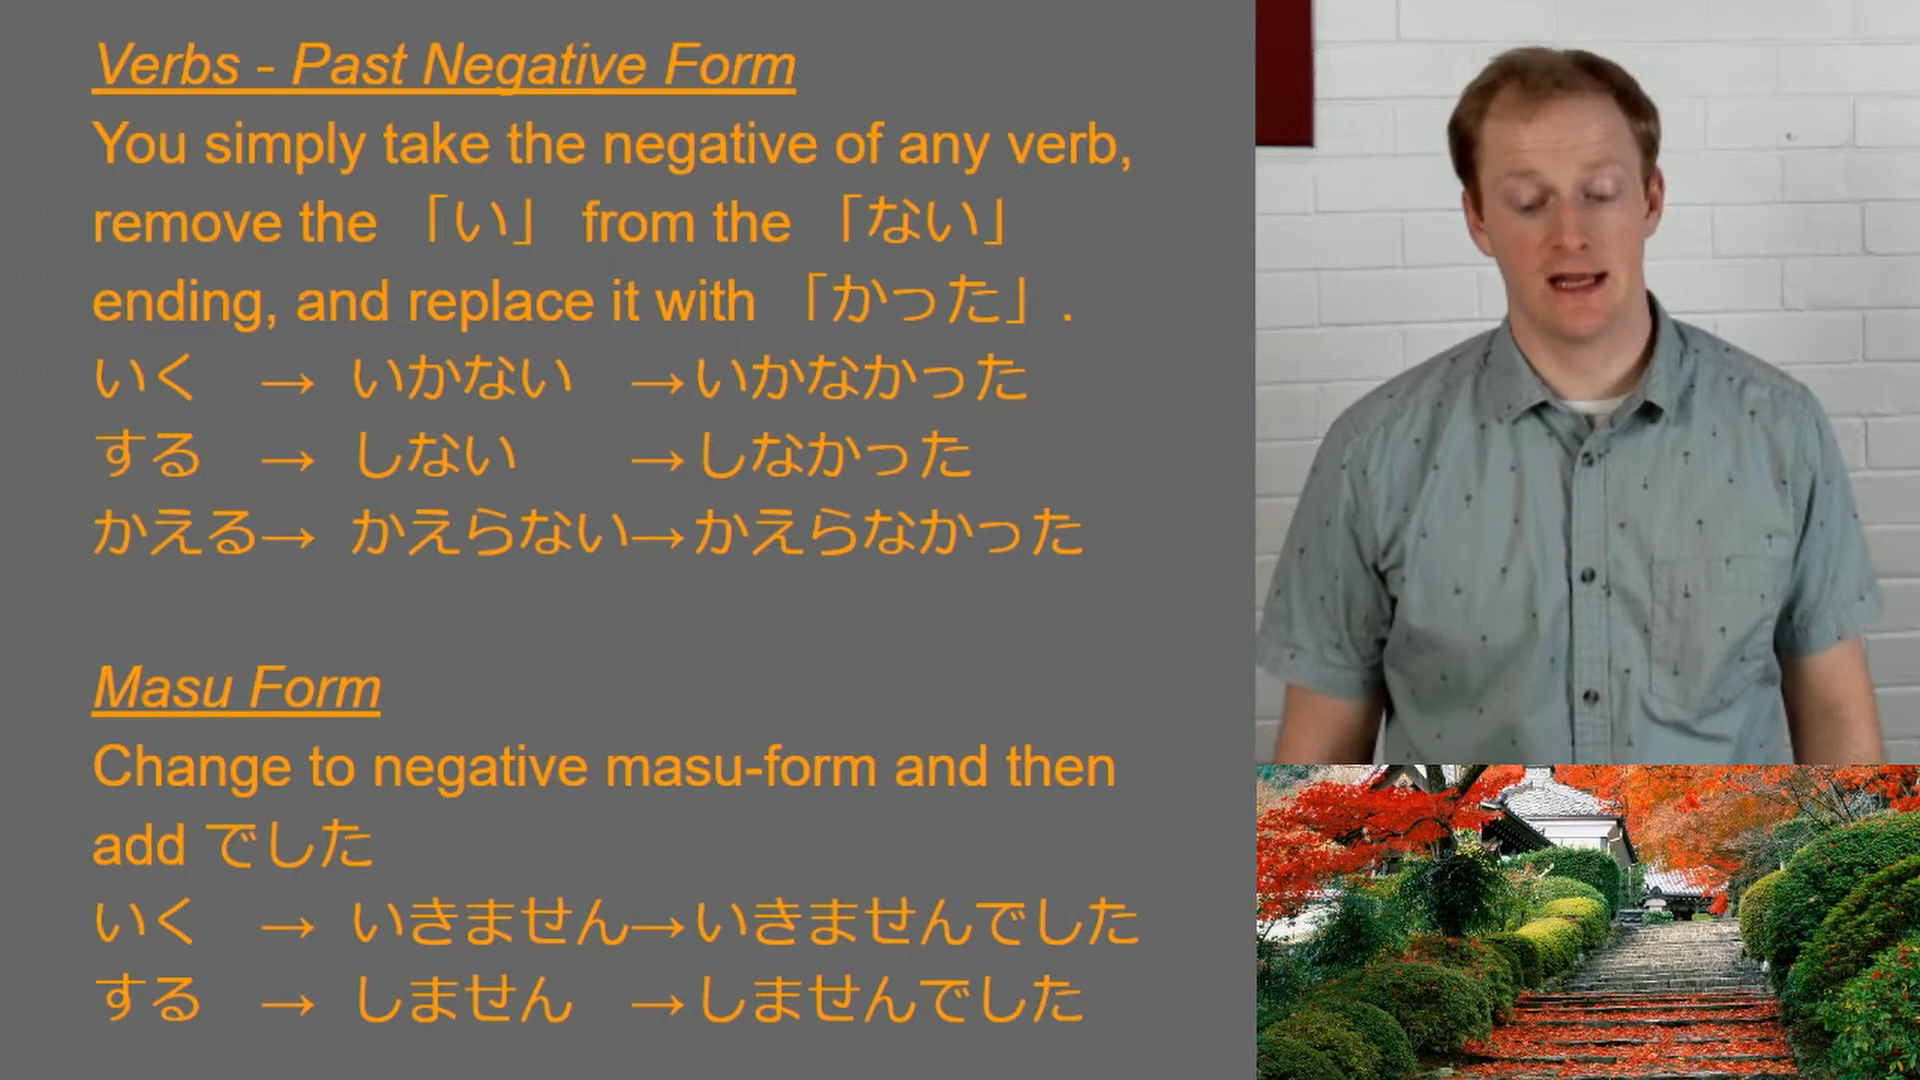 Verbs - Past Negative Form
You simply take the negative of any verb,
remove the 「い」 from the 「ない」
ending, and replace it with 「かった」.
いく → いかない →いかなかった
する → しない →しなかった
かえる→ かえらない→かえらなかった
Masu Form
Change to negative masu-form and then
add でした
いく → いきません→いきませんでした
する → しません →しませんでした